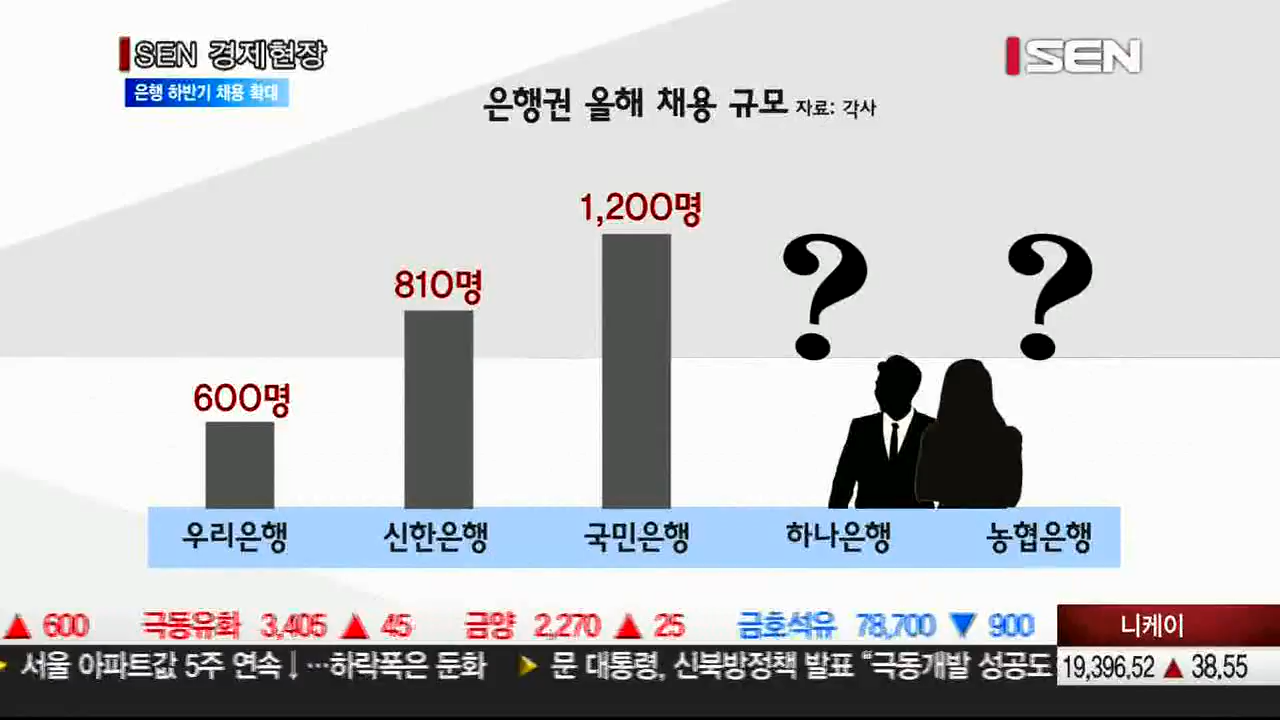 SEN 경제현장
SEN
은행 하반기 채용 확대
은행권 올해 채용 규모 자료: 각사
1,200명
810명
600명
? ?
우리은행 신한은행 국민은행 하나은행 농협은행
▲ 600 극동유화 3,405 ▲ 45 금양 2,270 ▲ 25 금호석유 78,700 ▼ 900
니케이
서울 아파트값 5주 연속↓…하락폭은 둔화 ▶ 문 대통령, 신북방정책 발표 “극동개발 성공도
19,396.52 ▲ 38.55